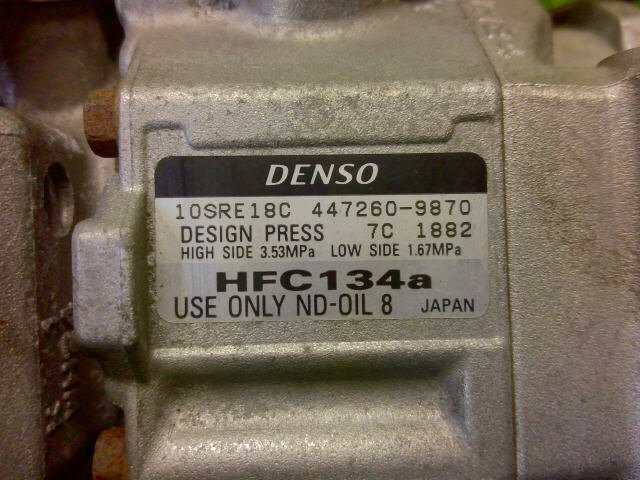 DENSO
10SRE18C 447260-9870
DESIGN PRESS 7C 1882
HIGH SIDE 3.53MPa LOW SIDE 1.67MPa
HFC134a
USE ONLY ND-OIL 8 JAPAN